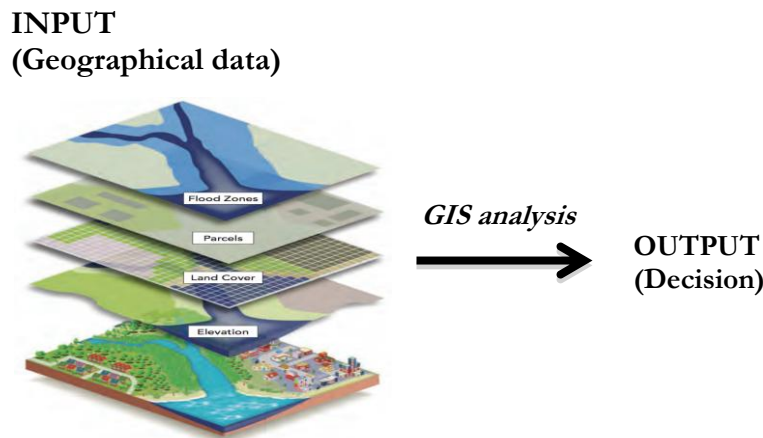 INPUT
(Geographical data)
Flood Zones
Parcels
Land Cover
Elevation
GIS analysis
OUTPUT
(Decision)